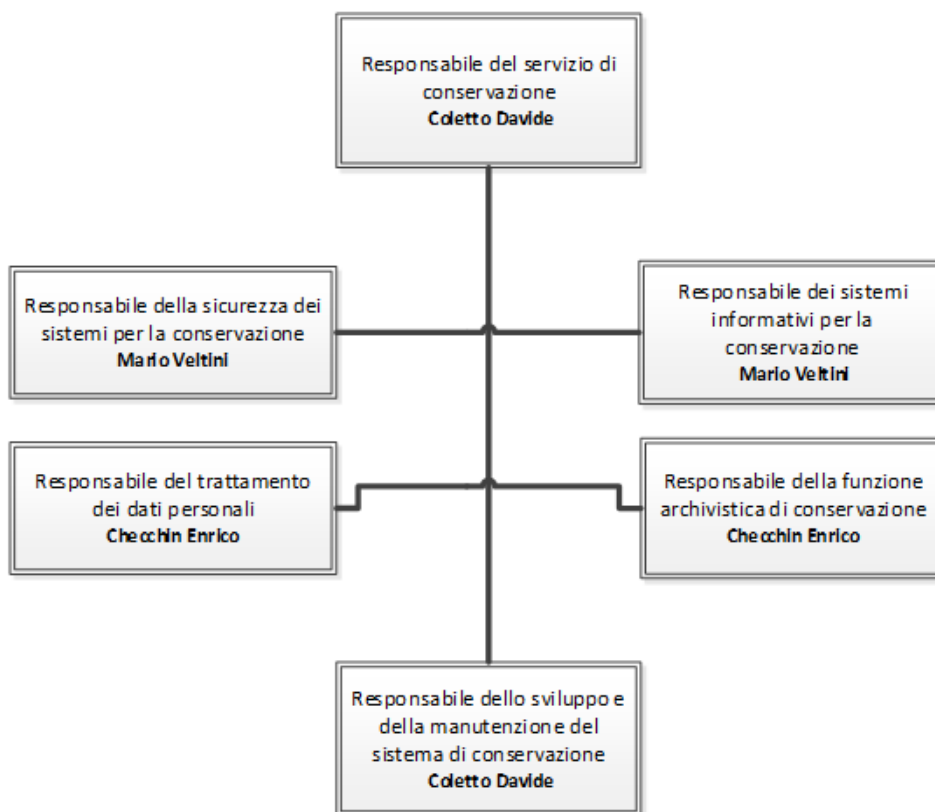 Responsabile del servizio di
conservazione
Coletto Davide
Responsabile della sicurezza dei
sistemi per la conservazione
Mario Veltini
Responsabile dei sistemi
informativi per la
conservazione
Mario Veltini
Responsabile del trattamento
dei dati personali
Checchin Enrico
Responsabile della funzione
archivistica di conservazione
Checchin Enrico
Responsabile dello sviluppo e
della manutenzione del
sistema di conservazione
Coletto Davide